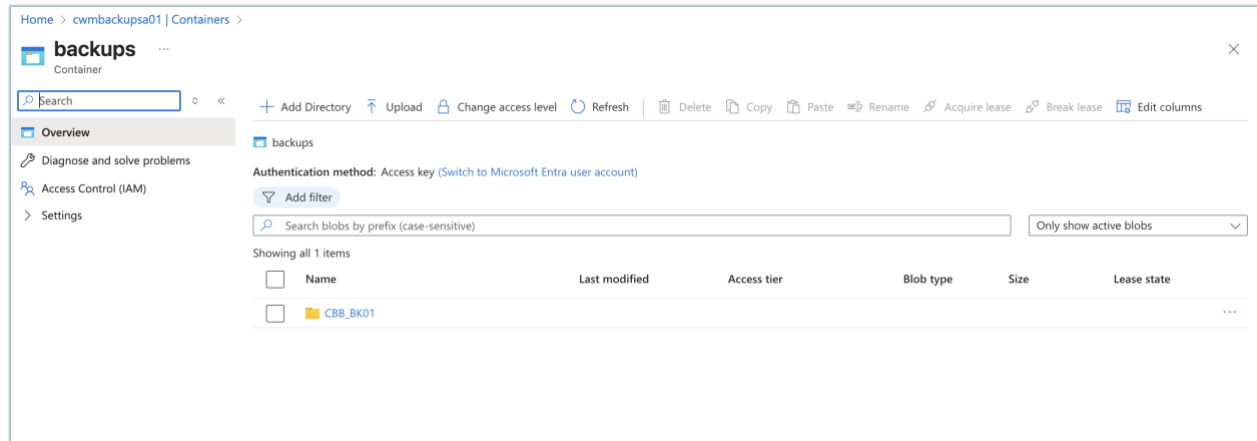 Home > cwmbackupsa01 | Containers >
backups ...
Container
Search
Overview
Diagnose and solve problems
Access Control (IAM)
Settings
Add Directory Upload Change access level Refresh Delete Copy Paste Rename Acquire lease Break lease Edit columns
backups
Authentication method: Access key (Switch to Microsoft Entra user account)
Add filter
Search blobs by prefix (case-sensitive) Only show active blobs
Showing all 1 items
Name Last modified Access tier Blob type Size Lease state
CBB_BK01 ...